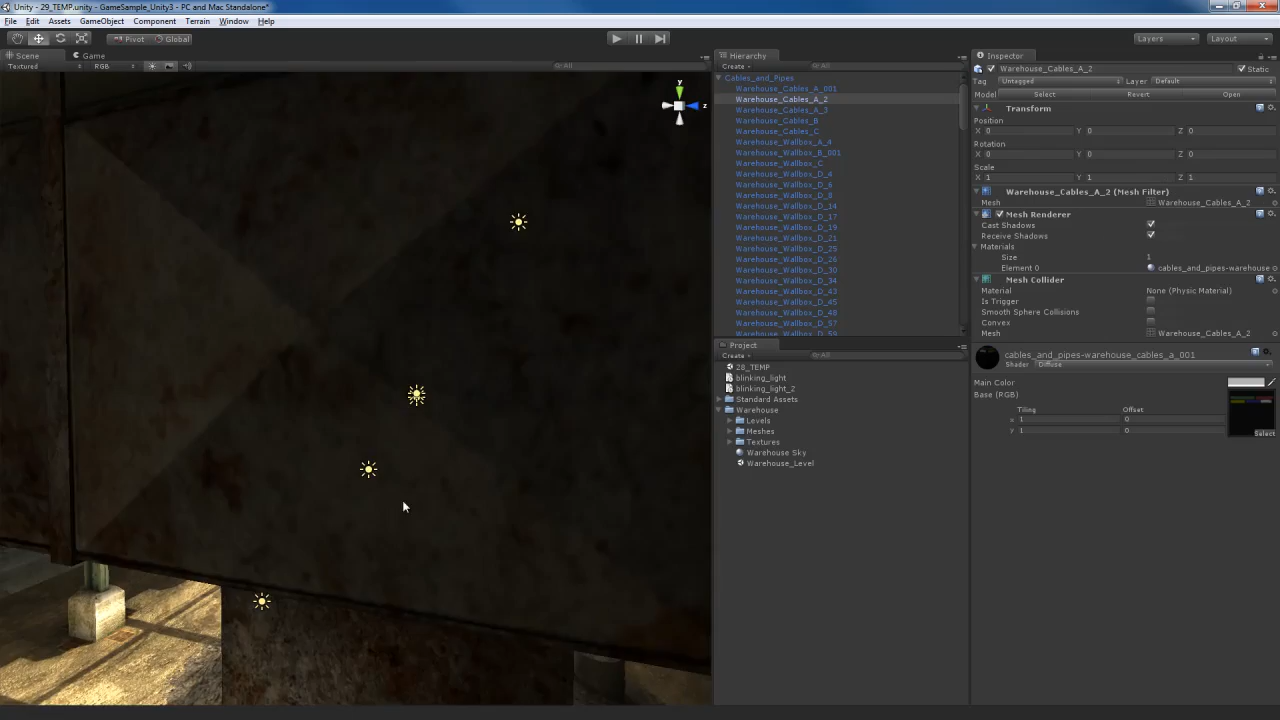 Unity - 29_TEMP.unity - GameSample_Unity3 - PC and Mac Standalone*
File Edit Assets GameObject Component Terrain Window Help
Pivot Global Layers Layout
Scene Game
Textured RGB All
y
z
Hierarchy
Create All
Cables_and_Pipes
Warehouse_Cables_A_001
Warehouse_Cables_A_2
Warehouse_Cables_A_3
Warehouse_Cables_B
Warehouse_Cables_C
Warehouse_Wallbox_A_4
Warehouse_Wallbox_B_001
Warehouse_Wallbox_C
Warehouse_Wallbox_D_4
Warehouse_Wallbox_D_6
Warehouse_Wallbox_D_8
Warehouse_Wallbox_D_14
Warehouse_Wallbox_D_17
Warehouse_Wallbox_D_19
Warehouse_Wallbox_D_21
Warehouse_Wallbox_D_25
Warehouse_Wallbox_D_26
Warehouse_Wallbox_D_30
Warehouse_Wallbox_D_34
Warehouse_Wallbox_D_43
Warehouse_Wallbox_D_45
Warehouse_Wallbox_D_48
Warehouse_Wallbox_D_57
Warehouse_Wallbox_D_59
Project
Create All
28_TEMP
blinking_light
blinking_light_2
Standard Assets
Warehouse
Levels
Meshes
Textures
Warehouse Sky
Warehouse_Level
Inspector
Warehouse_Cables_A_2 Static
Tag Untagged Layer Default
Model Select Revert Open
Transform
Position
X 0 Y 0 Z 0
Rotation
X 0 Y 0 Z 0
Scale
X 1 Y 1 Z 1
Warehouse_Cables_A_2 (Mesh Filter)
Mesh Warehouse_Cables_A_2
Mesh Renderer
Cast Shadows
Receive Shadows
Materials
Size 1
Element 0 cables_and_pipes-warehouse
Mesh Collider
Material None (Physic Material)
Is Trigger
Smooth Sphere Collisions
Convex
Mesh Warehouse_Cables_A_2
cables_and_pipes-warehouse_cables_a_001
Shader Diffuse
Main Color
Base (RGB)
Tiling Offset
x 1 0
y 1 0
Select